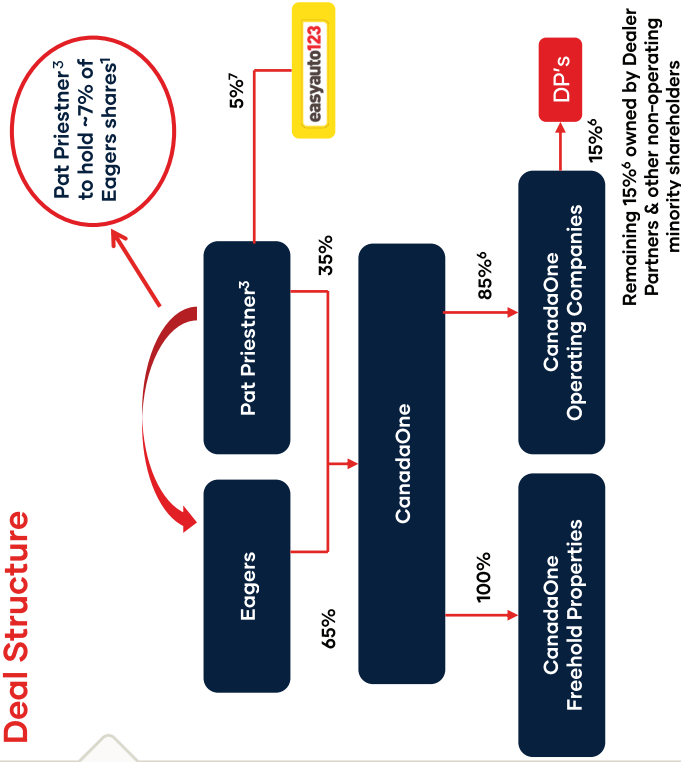 Deal Structure
Pat Priestner³
to hold ~7% of
Eagers shares¹
Eagers
Pat Priestner³
5%⁷
easyauto123
65%
35%
CanadaOne
100%
85%⁶
CanadaOne
Freehold Properties
CanadaOne
Operating Companies
15%⁶
DP's
Remaining 15%⁶ owned by Dealer
Partners & other non-operating
minority shareholders